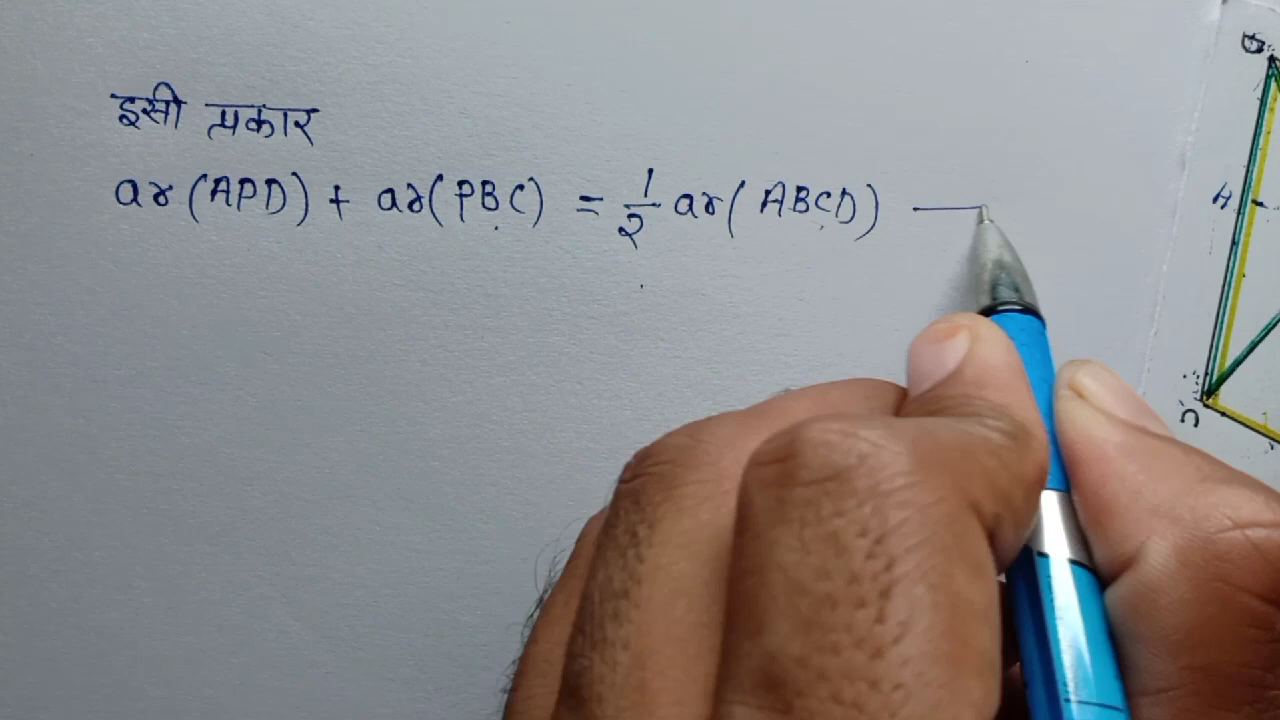 इसी प्रकार
ar (APD) + ar (PBC) = 1/2 ar (ABCD) —
H
D